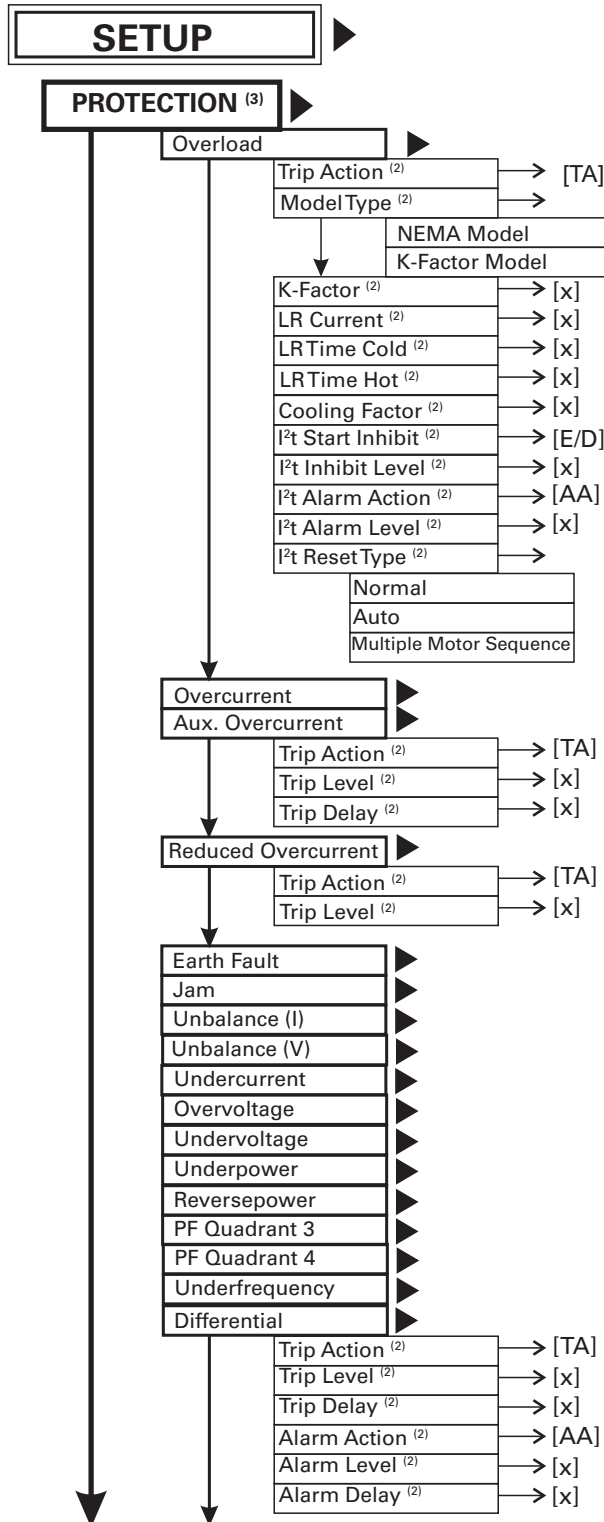 SETUP
PROTECTION (3)
Overload
Trip Action (2) [TA]
Model Type (2)
NEMA Model
K-Factor Model
K-Factor (2) [x]
LR Current (2) [x]
LR Time Cold (2) [x]
LR Time Hot (2) [x]
Cooling Factor (2) [x]
I²t Start Inhibit (2) [E/D]
I²t Inhibit Level (2) [x]
I²t Alarm Action (2) [AA]
I²t Alarm Level (2) [x]
I²t Reset Type (2)
Normal
Auto
Multiple Motor Sequence
Overcurrent
Aux. Overcurrent
Trip Action (2) [TA]
Trip Level (2) [x]
Trip Delay (2) [x]
Reduced Overcurrent
Trip Action (2) [TA]
Trip Level (2) [x]
Earth Fault
Jam
Unbalance (I)
Unbalance (V)
Undercurrent
Overvoltage
Undervoltage
Underpower
Reversepower
PF Quadrant 3
PF Quadrant 4
Underfrequency
Differential
Trip Action (2) [TA]
Trip Level (2) [x]
Trip Delay (2) [x]
Alarm Action (2) [AA]
Alarm Level (2) [x]
Alarm Delay (2) [x]